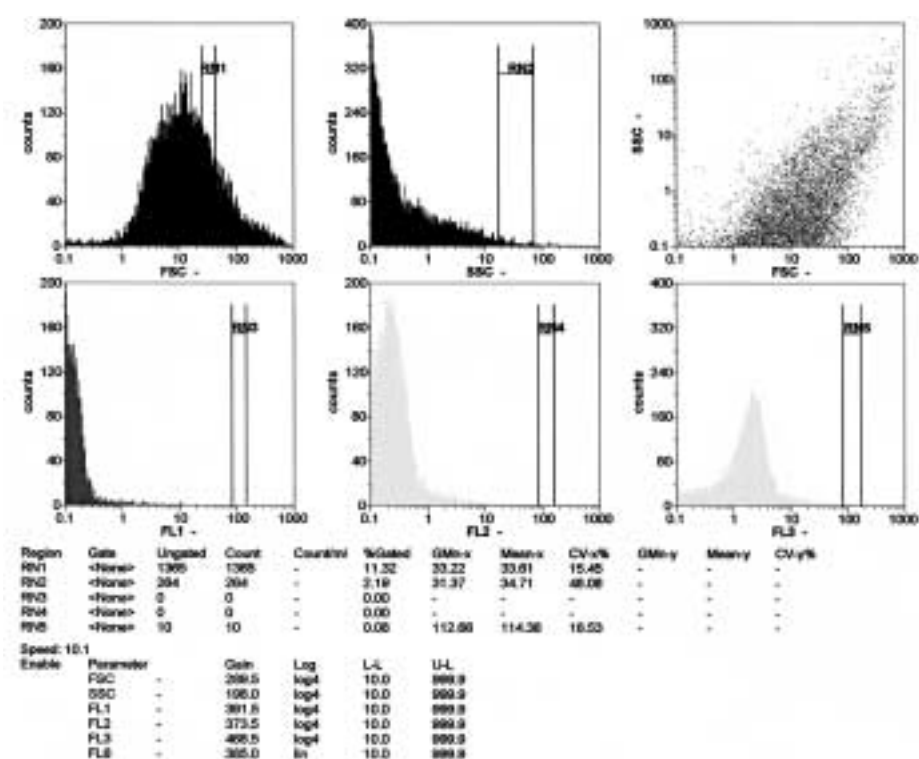 200
160
120
80
40
0
counts
RN1
0.1 1 10 100 1000
FSC -
400
320
240
160
80
0
counts
RN2
0.1 1 10 100 1000
SSC -
1000
100
10
1
0.1
SSC -
0.1 1 10 100 1000
FSC -
200
160
120
80
40
0
counts
RN3
0.1 1 10 100 1000
FL1 -
200
160
120
80
40
0
counts
RN4
0.1 1 10 100 1000
FL2 -
400
320
240
160
80
0
counts
RN5
0.1 1 10 100 1000
FL3 -
Region Gate Ungated Count Count/ml %Gated GMn-x Mean-x CV-x% GMn-y Mean-y CV-y%
RN1 <None> 1365 1365 - 11.32 33.22 33.61 15.45 - - -
RN2 <None> 264 264 - 2.19 31.37 34.71 48.08 - - -
RN3 <None> 0 0 - 0.00 - - - - - -
RN4 <None> 0 0 - 0.00 - - - - - -
RN5 <None> 10 10 - 0.08 114.36 16.53 - - -
Speed: 10.1
Enable Parameter Gain Log L-L U-L
FSC - 289.5 log4 10.0 999.9
SSC - 198.0 log4 10.0 999.9
FL1 - 391.5 log4 10.0 999.9
FL2 - 373.5 log4 10.0 999.9
FL3 - 468.5 log4 10.0 999.9
385.0 lin 10.0 999.9